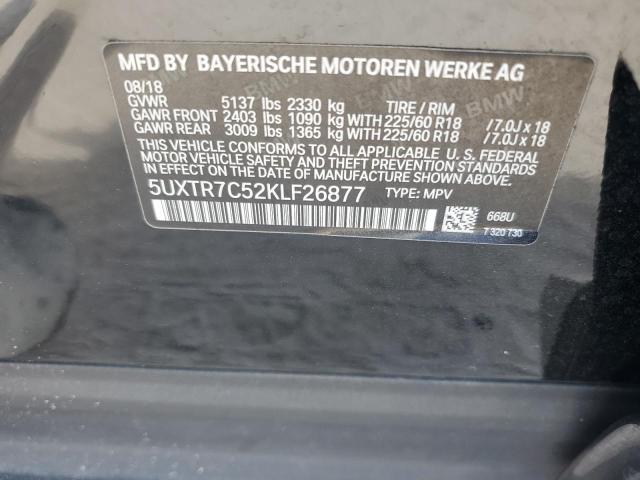 MFD BY BAYERISCHE MOTOREN WERKE AG
08/18
GVWR 5137 lbs 2330 kg TIRE / RIM
GAWR FRONT 2403 lbs 1090 kg WITH 225/60 R18 / 7.0J x 18
GAWR REAR 3009 lbs 1365 kg WITH 225/60 R18 / 7.0J x 18
THIS VEHICLE CONFORMS TO ALL APPLICABLE U. S. FEDERAL
MOTOR VEHICLE SAFETY AND THEFT PREVENTION STANDARDS
IN EFFECT ON THE DATE OF MANUFACTURE SHOWN ABOVE.
5UXTR7C52KLF26877 TYPE: MPV
668U
7 320 730